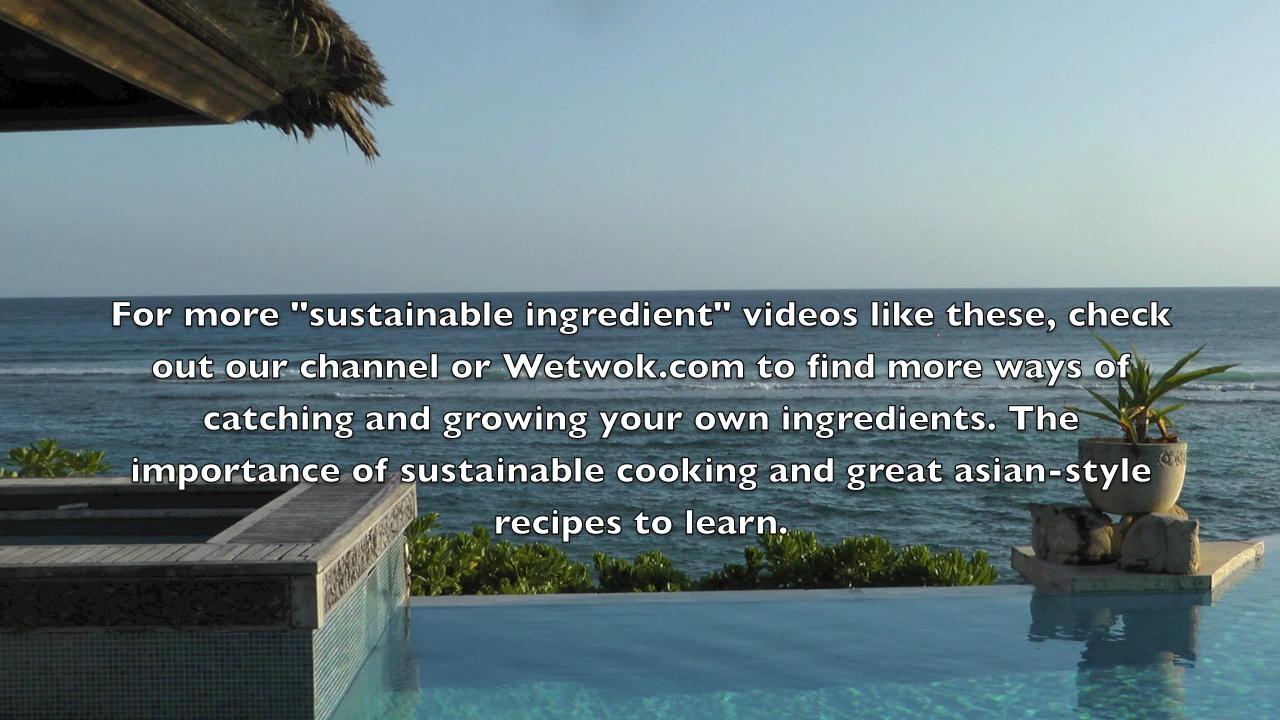 For more "sustainable ingredient" videos like these, check
out our channel or Wetwok.com to find more ways of
catching and growing your own ingredients. The
importance of sustainable cooking and great asian-style
recipes to learn.